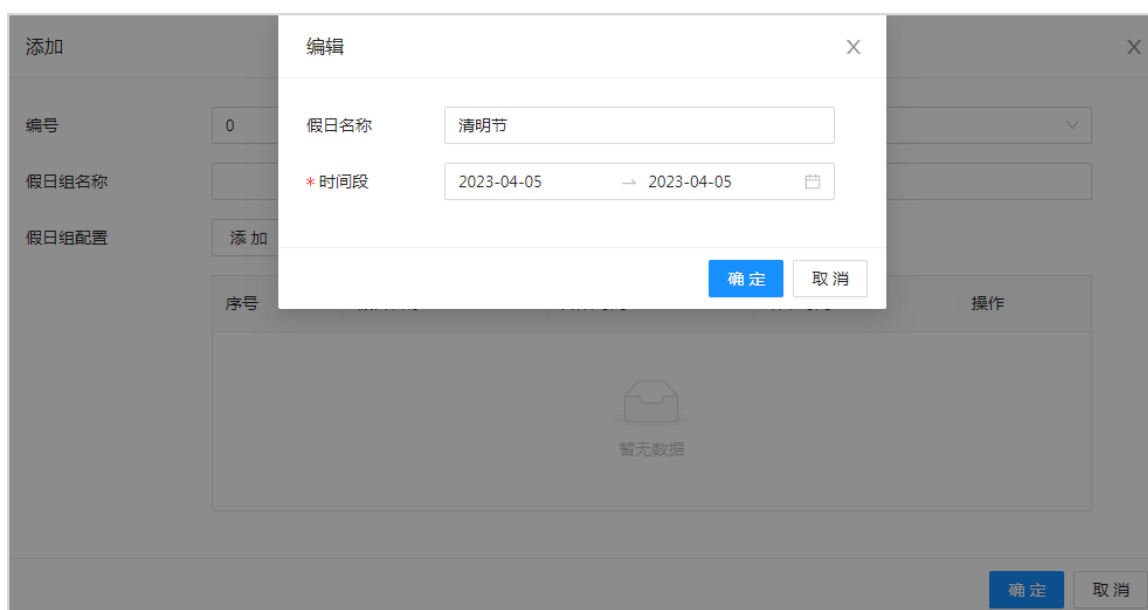 添加
编辑
编号
0
假日名称
清明节
假日组名称
*时间段
2023-04-05
2023-04-05
假日组配置
添加
确定
取消
序号
操作
暂无数据
确定
取消